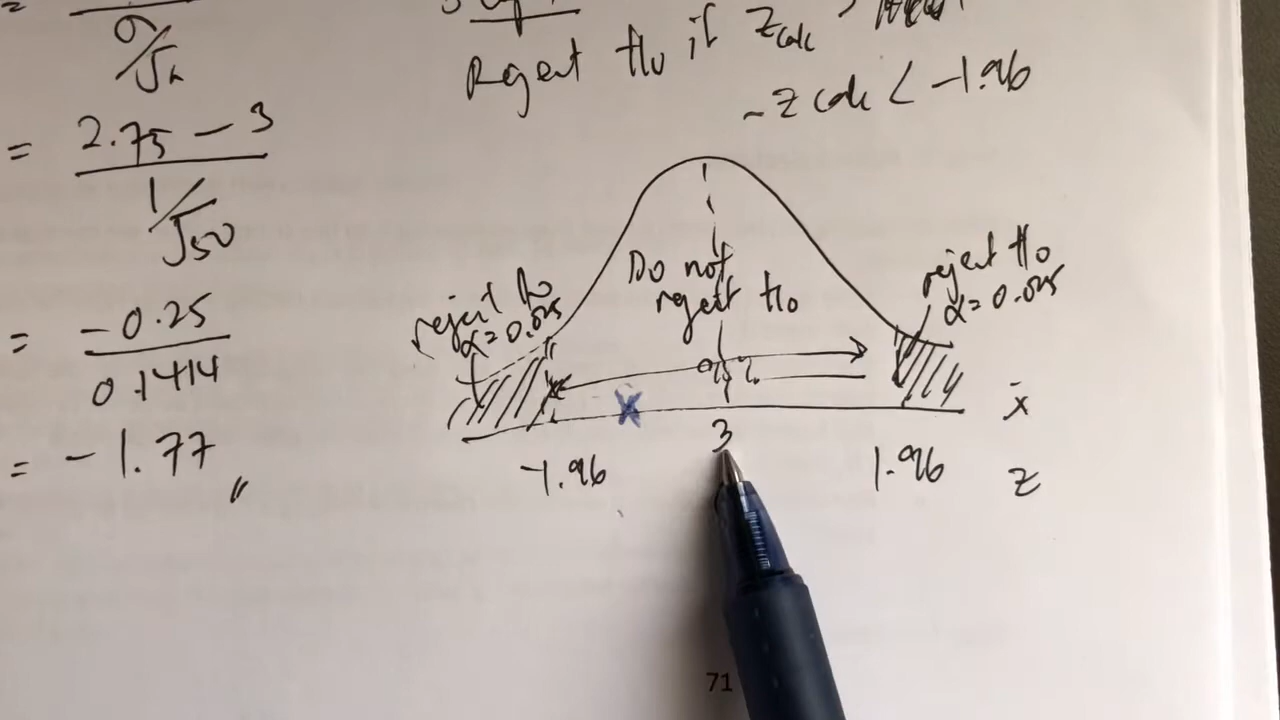 =
σ/√n
= 2.75 - 3
1/√50
= -0.25
0.1414
= -1.77 "
Reject H₀ if Zcalc >
- Zcalc < -1.96
reject H₀
α = 0.025
Do not
reject H₀
reject H₀
α = 0.025
x̄
3
-1.96
1.96
z
71